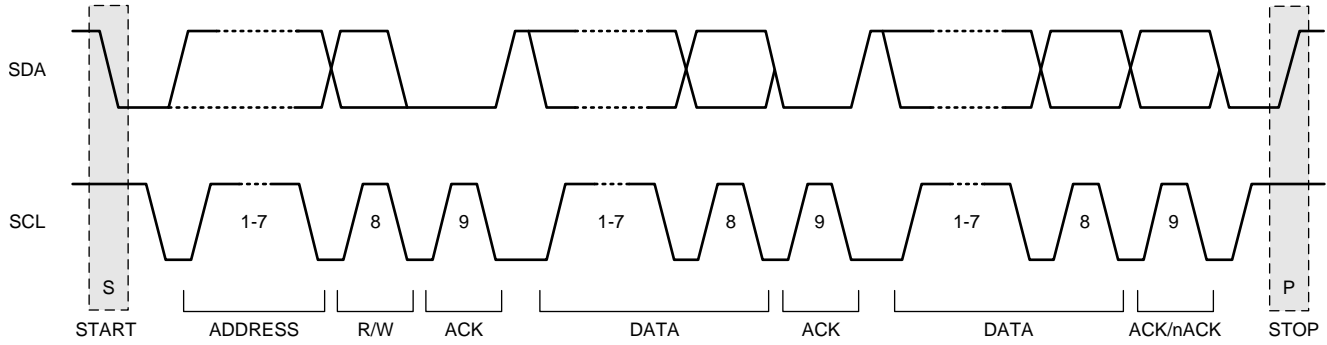 SDA
SCL
1-7 8 9 1-7 8 9 1-7 8 9
S P
START ADDRESS R/W ACK DATA ACK DATA ACK/nACK STOP